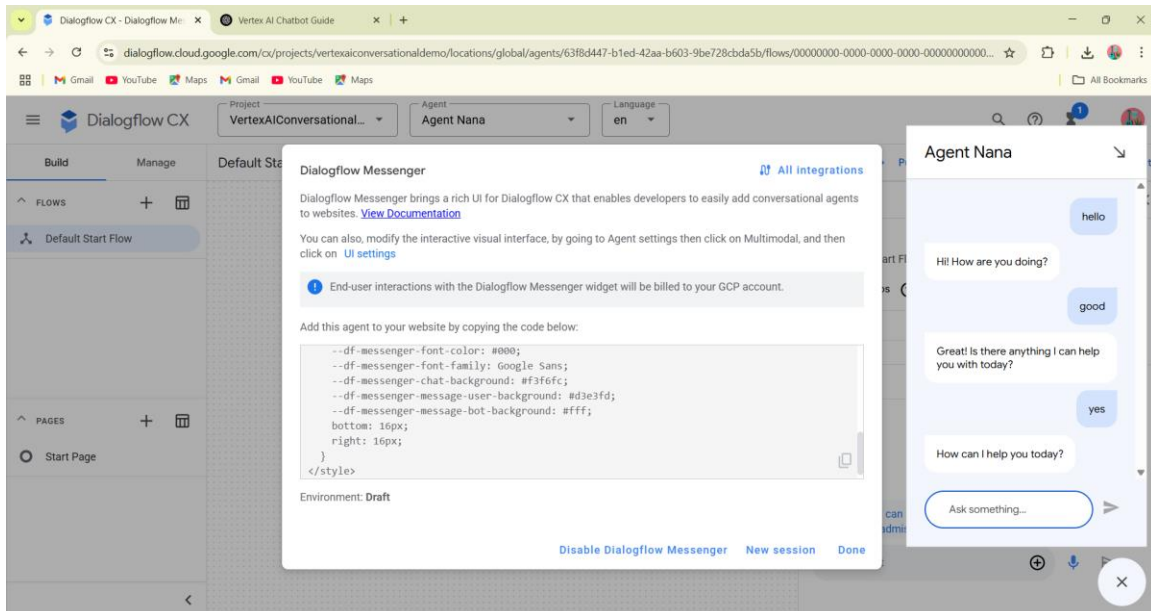 Dialogflow CX - Dialogflow Me
Vertex AI Chatbot Guide
dialogflow.cloud.google.com/cx/projects/vertexaiconversationaldemo/locations/global/agents/63f8d447-b1ed-42aa-b603-9be728cbda5b/flows/00000000-0000-0000-0000-00000000000...
Gmail YouTube Maps Gmail YouTube Maps All Bookmarks
Dialogflow CX
Project
VertexAIConversational_...
Agent
Agent Nana
Language
en
1
Build Manage
Default Sta
FLOWS
Default Start Flow
PAGES
Start Page
Dialogflow Messenger
All integrations
Dialogflow Messenger brings a rich UI for Dialogflow CX that enables developers to easily add conversational agents
to websites. View Documentation
You can also, modify the interactive visual interface, by going to Agent settings then click on Multimodal, and then
click on UI settings
End-user interactions with the Dialogflow Messenger widget will be billed to your GCP account.
Add this agent to your website by copying the code below:
--df-messenger-font-color: #000;
--df-messenger-font-family: Google Sans;
--df-messenger-chat-background: #f3f6fc;
--df-messenger-message-user-background: #d3e3fd;
--df-messenger-message-bot-background: #fff;
bottom: 16px;
right: 16px;
}
</style>
Environment: Draft
Disable Dialogflow Messenger New session Done
art Fl
can
Agent Nana
hello
Hi! How are you doing?
good
Great! Is there anything I can help
you with today?
yes
How can I help you today?
Ask something...